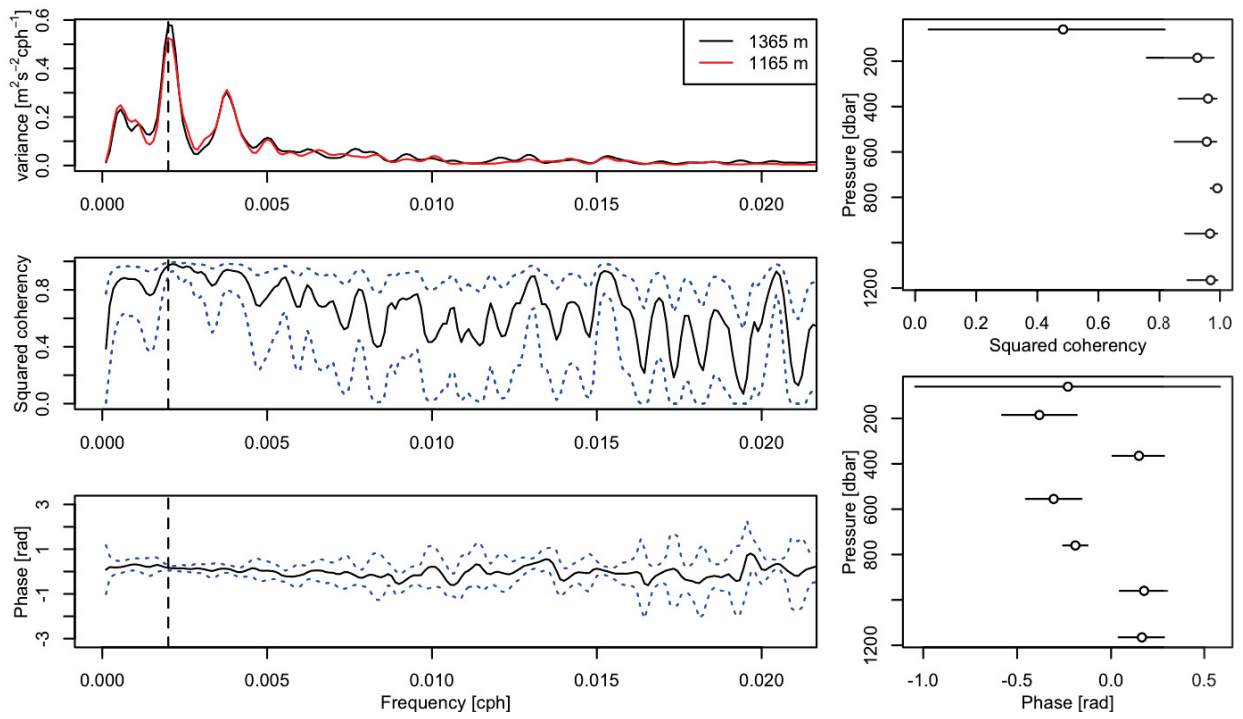 variance [m²s⁻²cph⁻¹]
0.0 0.2 0.4 0.6
1365 m
1165 m
0.000 0.005 0.010 0.015 0.020
Squared coherency
0.0 0.4 0.8
0.000 0.005 0.010 0.015 0.020
Phase [rad]
3
1
-1
-3
0.000 0.005 0.010 0.015 0.020
Frequency [cph]
Pressure [dbar]
200
400
600
800
1200
0.0 0.2 0.4 0.6 0.8 1.0
Squared coherency
Pressure [dbar]
200
400
600
800
1200
-1.0 -0.5 0.0 0.5
Phase [rad]